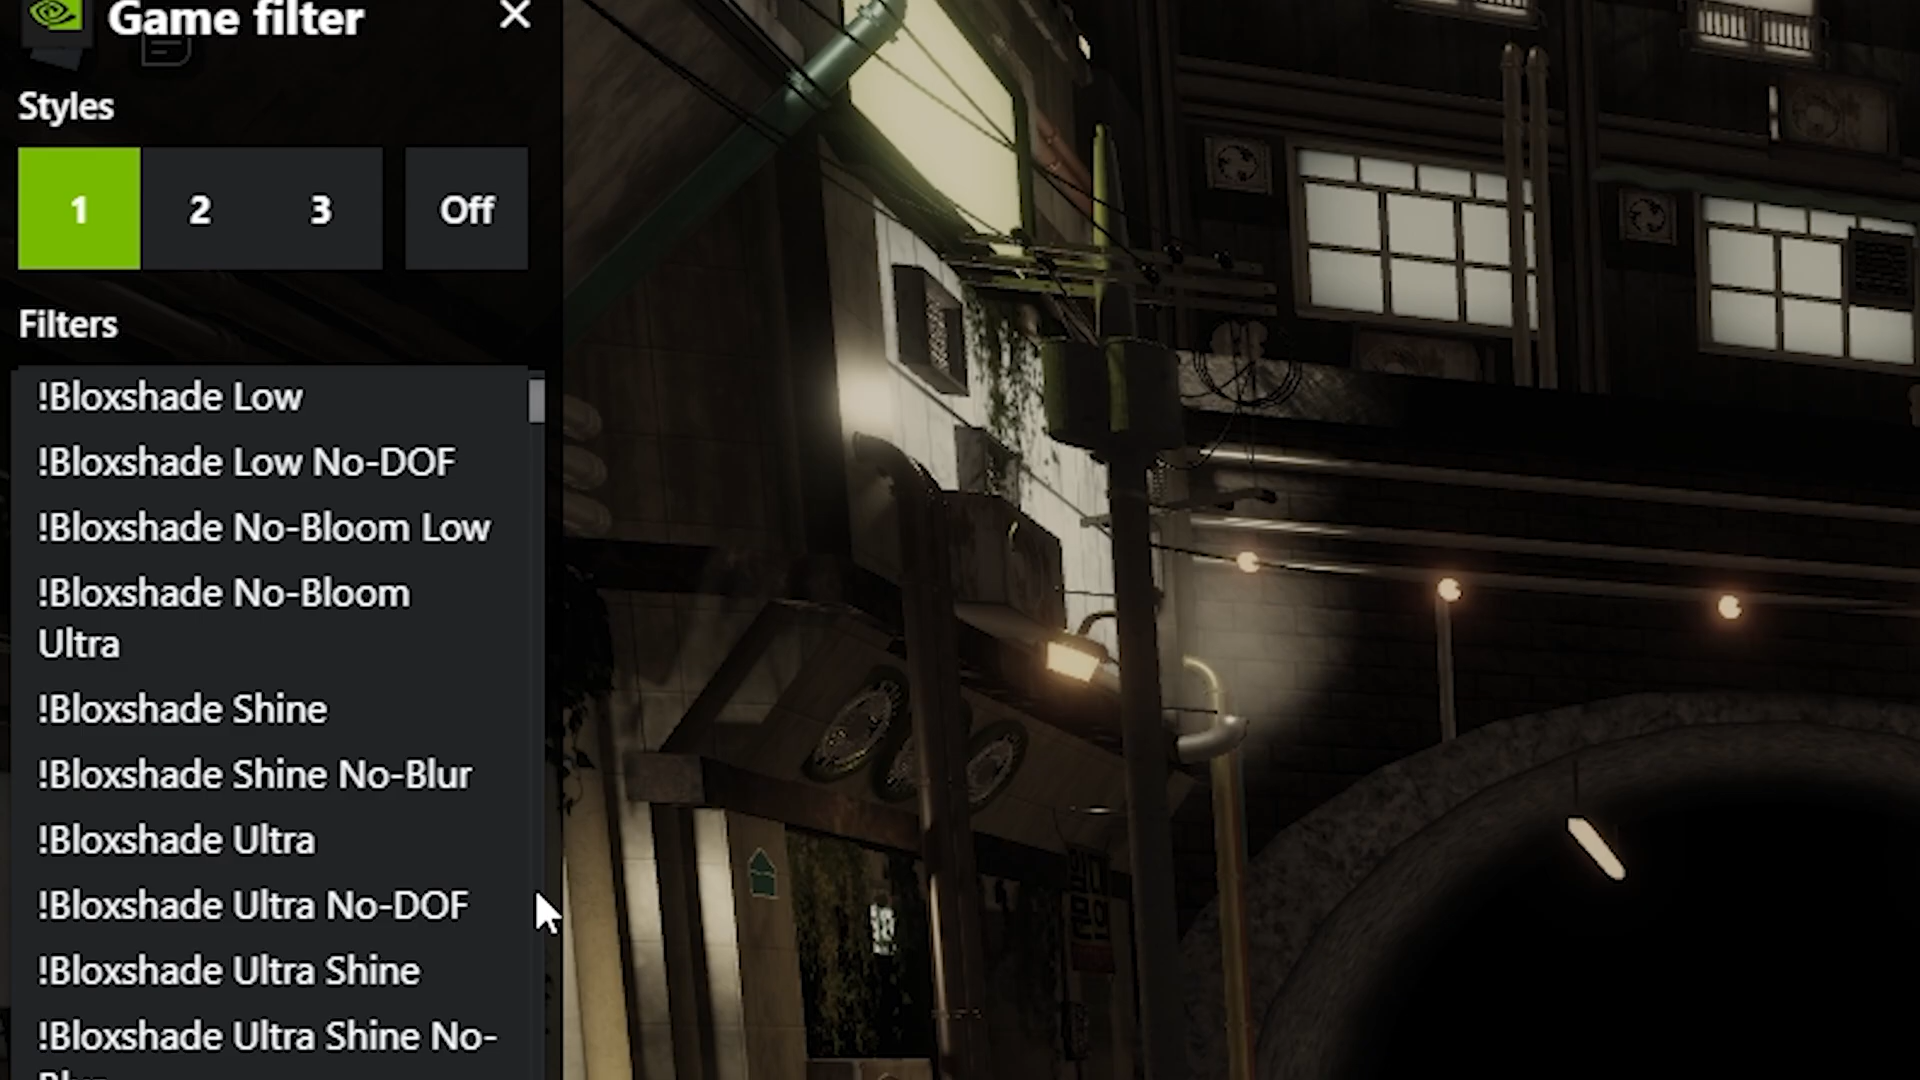 Game filter
Styles
1 2 3 Off
Filters
!Bloxshade Low
!Bloxshade Low No-DOF
!Bloxshade No-Bloom Low
!Bloxshade No-Bloom
Ultra
!Bloxshade Shine
!Bloxshade Shine No-Blur
!Bloxshade Ultra
!Bloxshade Ultra No-DOF
!Bloxshade Ultra Shine
!Bloxshade Ultra Shine No-
Blur